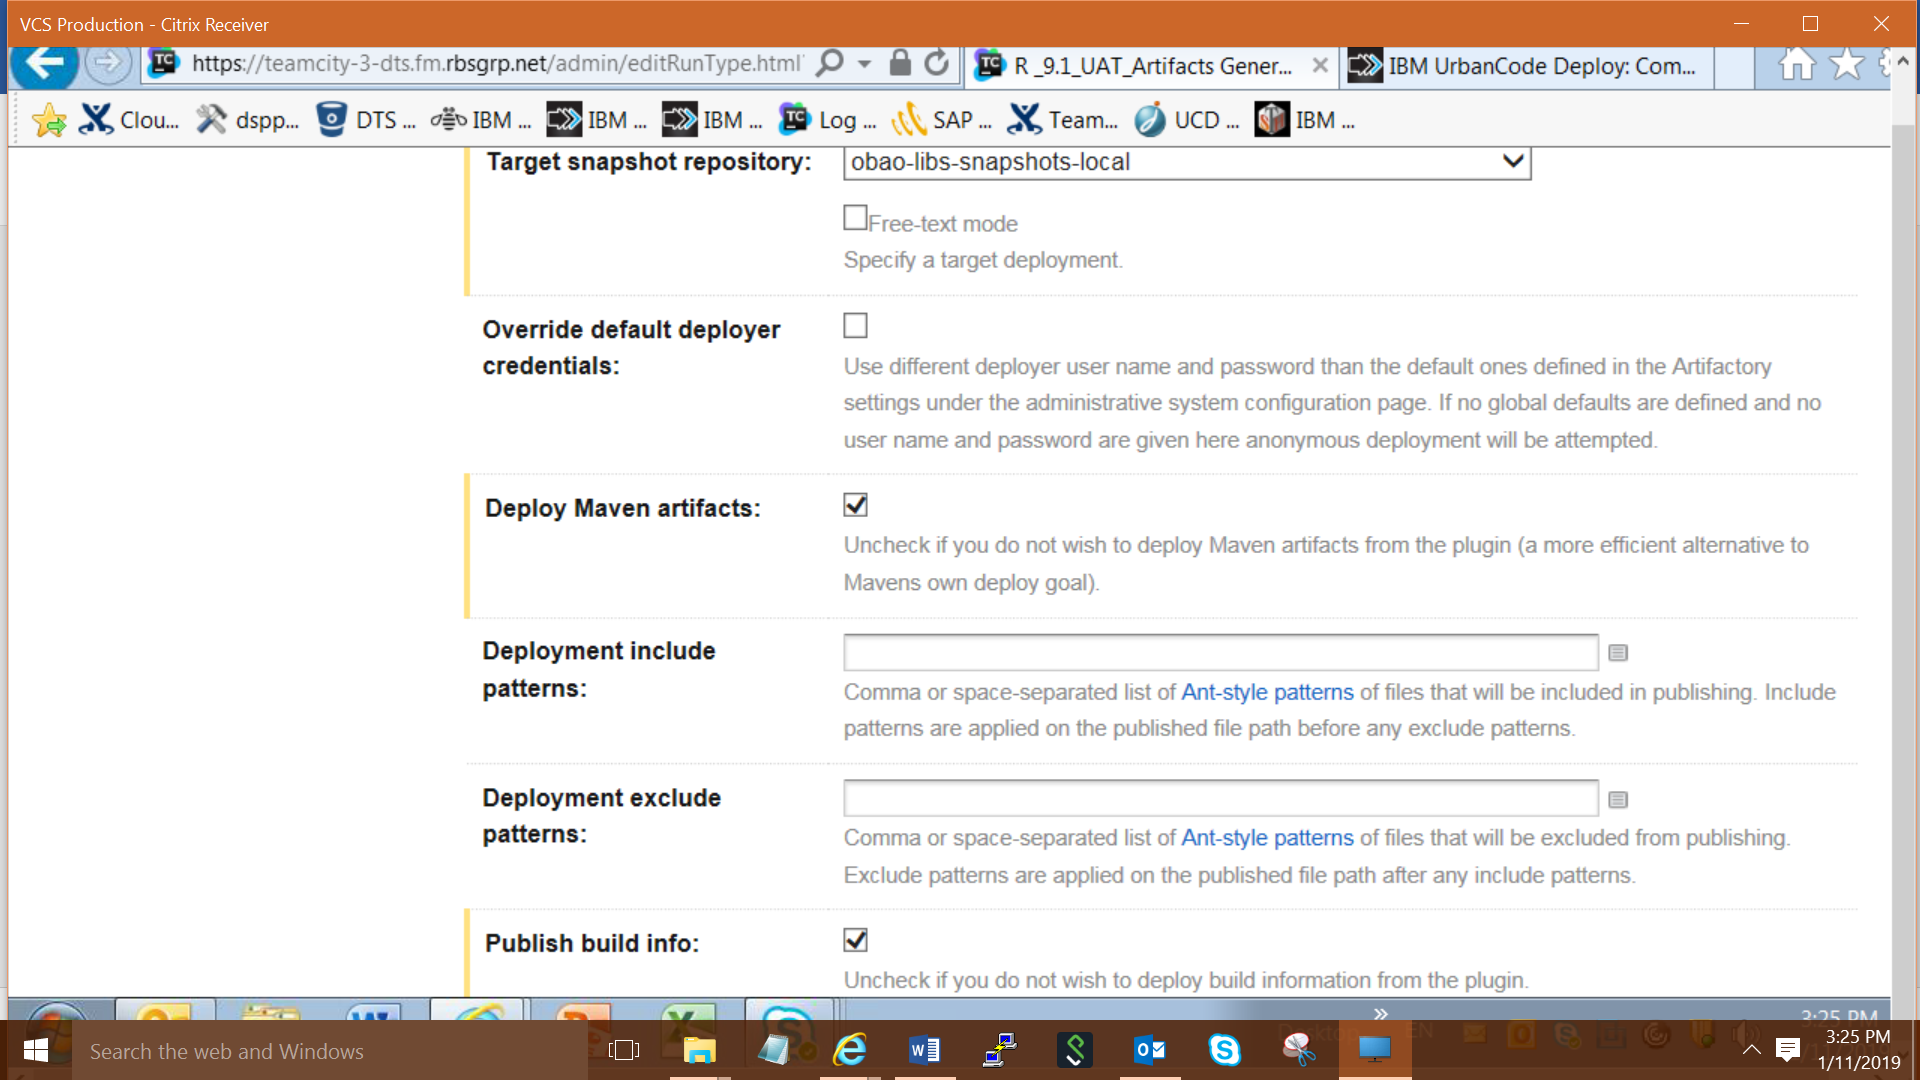 VCS Production - Citrix Receiver
https://teamcity-3-dts.fm.rbsgrp.net/admin/editRunType.html
R _9.1_UAT_Artifacts Gener...
IBM UrbanCode Deploy: Com...
Clou...
dspp...
DTS ...
IBM ...
IBM ...
IBM ...
Log ...
SAP ...
Team...
UCD ...
IBM ...
Target snapshot repository:
obao-libs-snapshots-local
Free-text mode
Specify a target deployment.
Override default deployer
credentials:
Use different deployer user name and password than the default ones defined in the Artifactory
settings under the administrative system configuration page. If no global defaults are defined and no
user name and password are given here anonymous deployment will be attempted.
Deploy Maven artifacts:
Uncheck if you do not wish to deploy Maven artifacts from the plugin (a more efficient alternative to
Mavens own deploy goal).
Deployment include
patterns:
Comma or space-separated list of Ant-style patterns of files that will be included in publishing. Include
patterns are applied on the published file path before any exclude patterns.
Deployment exclude
patterns:
Comma or space-separated list of Ant-style patterns of files that will be excluded from publishing.
Exclude patterns are applied on the published file path after any include patterns.
Publish build info:
Uncheck if you do not wish to deploy build information from the plugin.
3:25 PM
Desktop
EN
Search the web and Windows
3:25 PM
1/11/2019